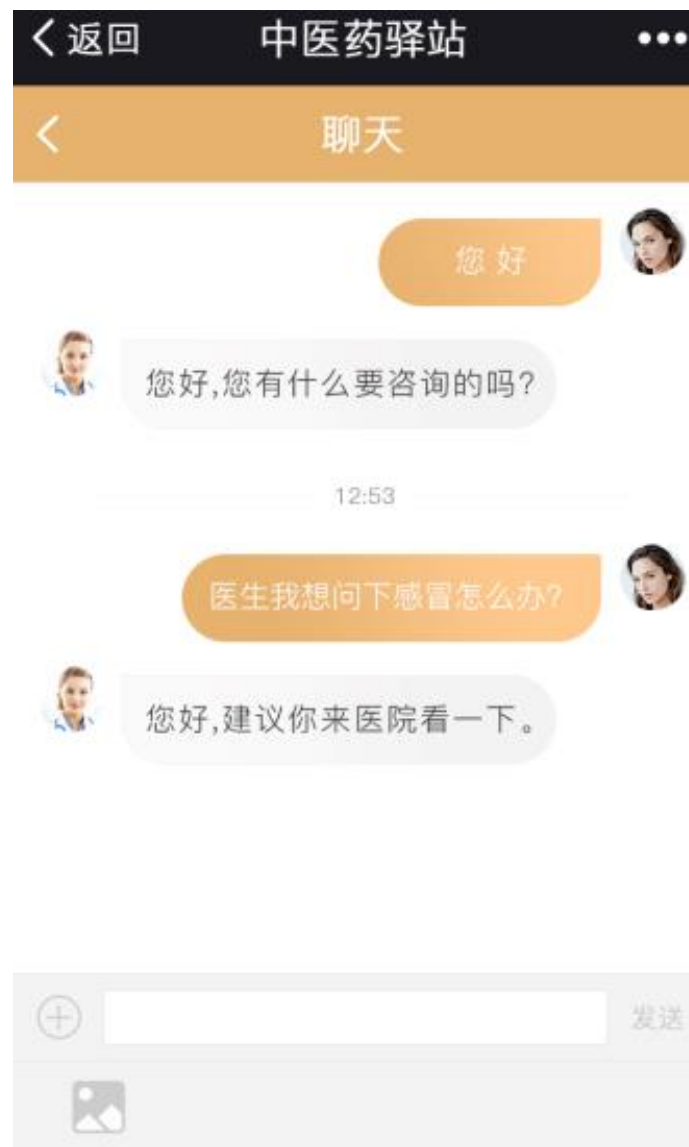 返回 中医药驿站
聊天
您好
您好,您有什么要咨询的吗?
12:53
医生我想问下感冒怎么办?
您好,建议你来医院看一下。
发送